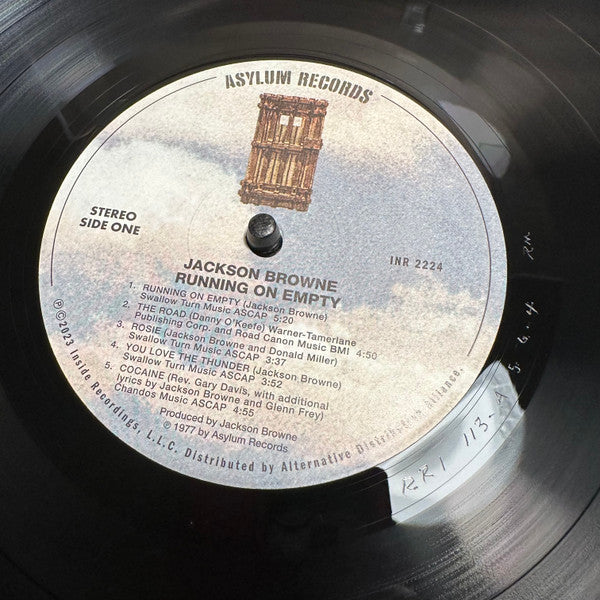 ASYLUM RECORDS
STEREO
SIDE ONE
INR 2224
JACKSON BROWNE
RUNNING ON EMPTY
1. RUNNING ON EMPTY (Jackson Browne)
Swallow Turn Music ASCAP 5:20
2. THE ROAD (Danny O'Keefe) Warner-Tamerlane
Publishing Corp. and Road Canon Music BMI 4:50
3. ROSIE (Jackson Browne and Donald Miller)
Swallow Turn Music ASCAP 3:37
4. YOU LOVE THE THUNDER (Jackson Browne)
Swallow Turn Music ASCAP 3:52
5. COCAINE (Rev. Gary Davis, with additional
lyrics by Jackson Browne and Glenn Frey)
Chandos Music ASCAP 4:55
Produced by Jackson Browne
℗ 1977 by Asylum Records
℗©2023 Inside Recordings, L.L.C. Distributed by Alternative Distribution Alliance.
RRI 113-A